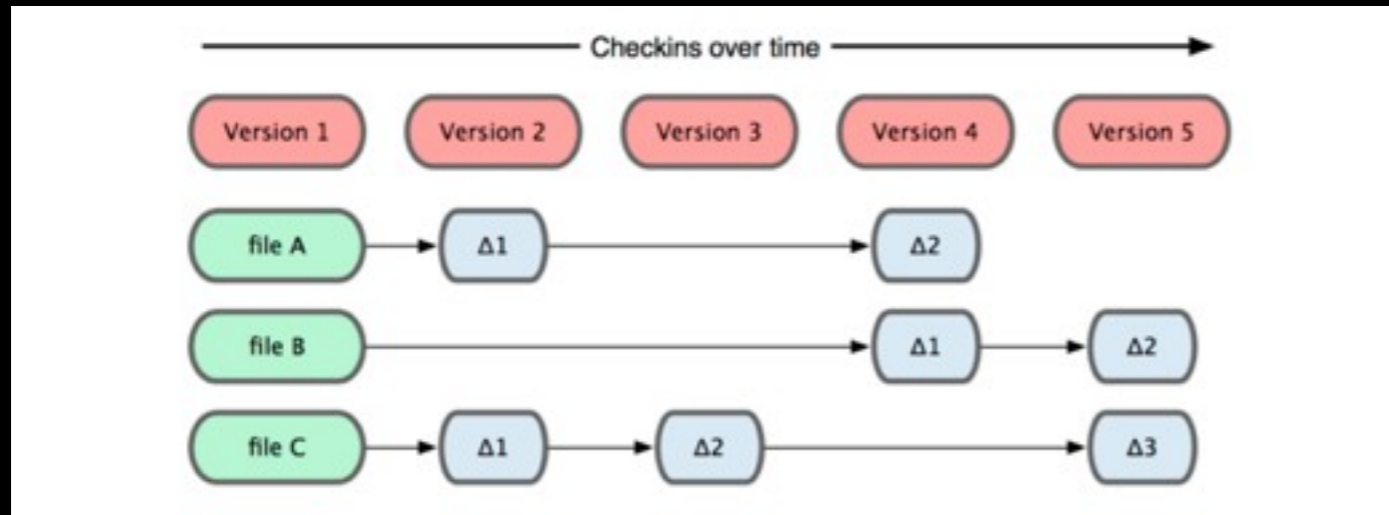 Checkins over time
Version 1 Version 2 Version 3 Version 4 Version 5
file A Δ1 Δ2
file B Δ1 Δ2
file C Δ1 Δ2 Δ3